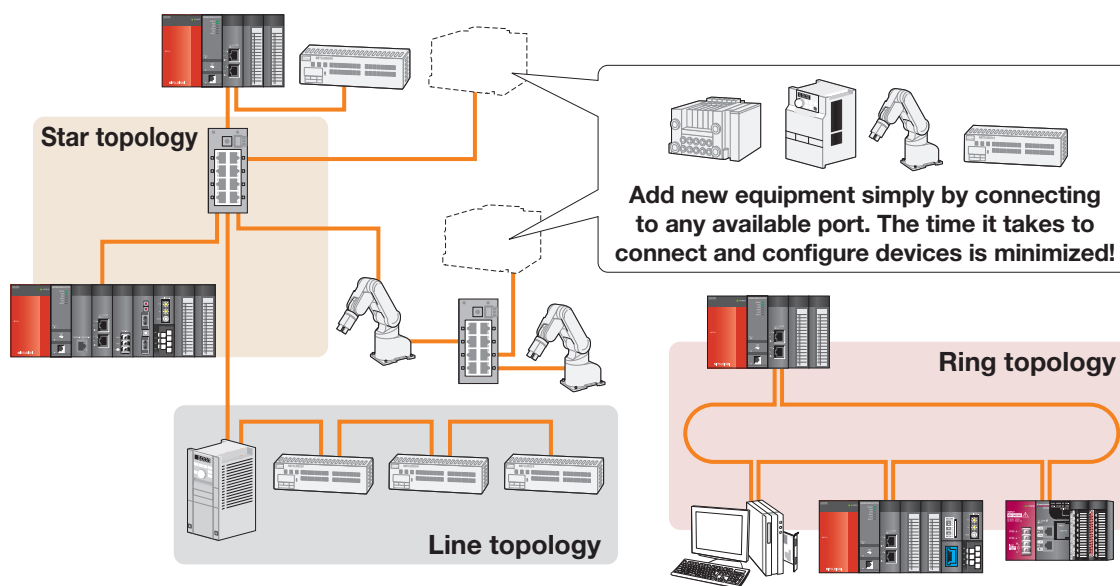 Star topology
Add new equipment simply by connecting
to any available port. The time it takes to
connect and configure devices is minimized!
Ring topology
Line topology